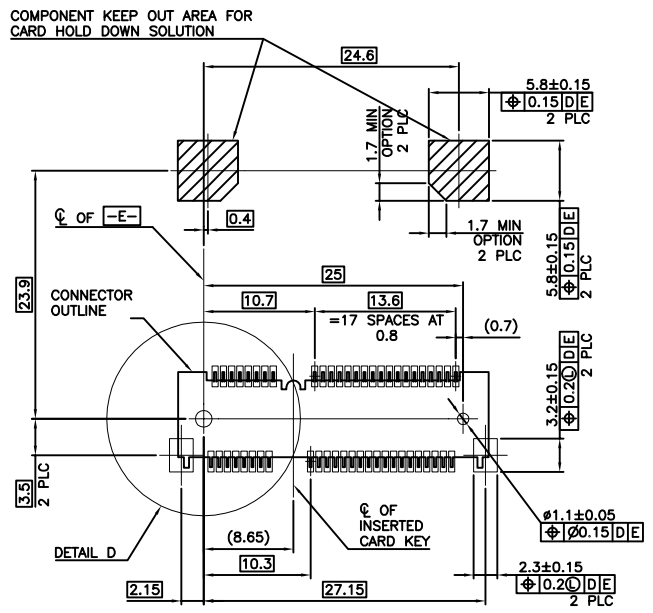 COMPONENT KEEP OUT AREA FOR
CARD HOLD DOWN SOLUTION
24.6
5.8±0.15
⌖ 0.15 D E
2 PLC
1.7 MIN
OPTION
2 PLC
℄ OF -E-
0.4
1.7 MIN
OPTION
2 PLC
5.8±0.15
⌖ 0.15 D E
2 PLC
23.9
25
CONNECTOR
OUTLINE
10.7
13.6
=17 SPACES AT
0.8
(0.7)
3.2±0.15
⌖ 0.2Ⓛ D E
2 PLC
3.5
2 PLC
℄ OF
INSERTED
CARD KEY
(8.65)
DETAIL D
10.3
ø1.1±0.05
⌖ Ø0.15 D E
2.15
27.15
2.3±0.15
⌖ 0.2Ⓛ D E
2 PLC